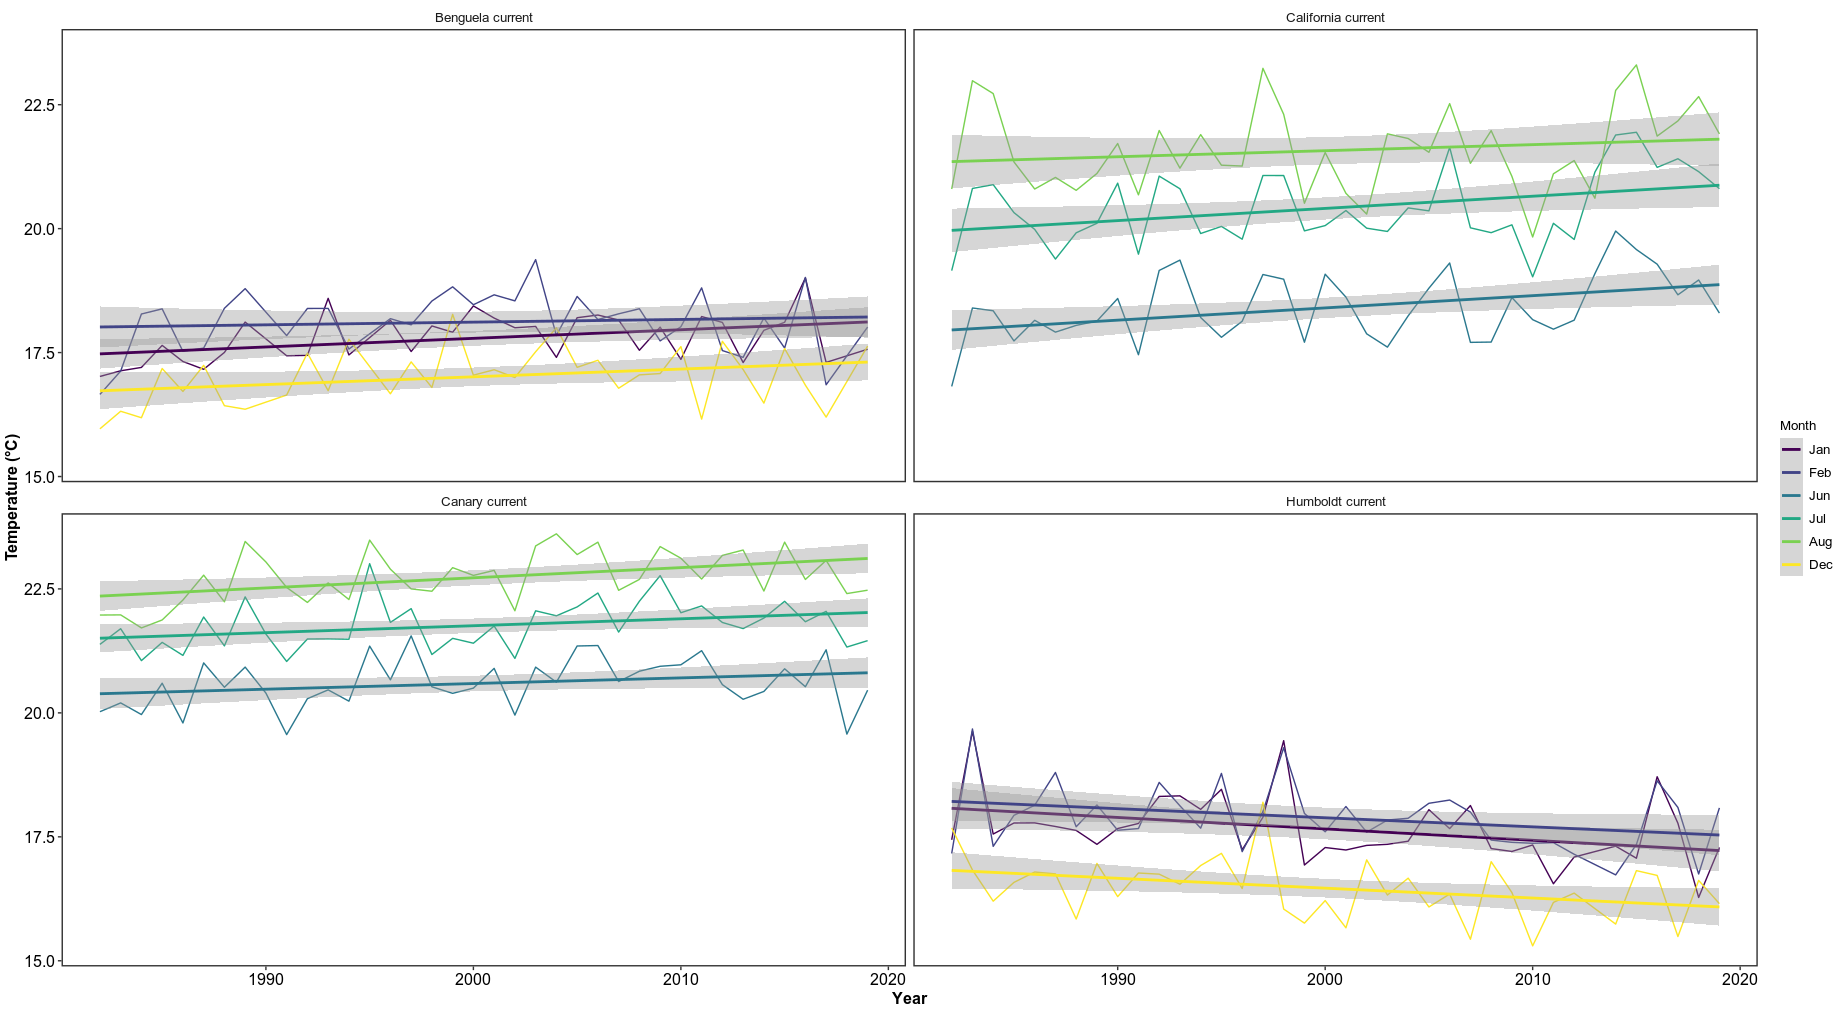 Benguela current
California current
22.5
20.0
17.5
15.0
Canary current
Humboldt current
22.5
20.0
17.5
15.0
1990
2000
2010
2020
1990
2000
2010
2020
Year
Temperature (°C)
Month
Jan
Feb
Jun
Jul
Aug
Dec